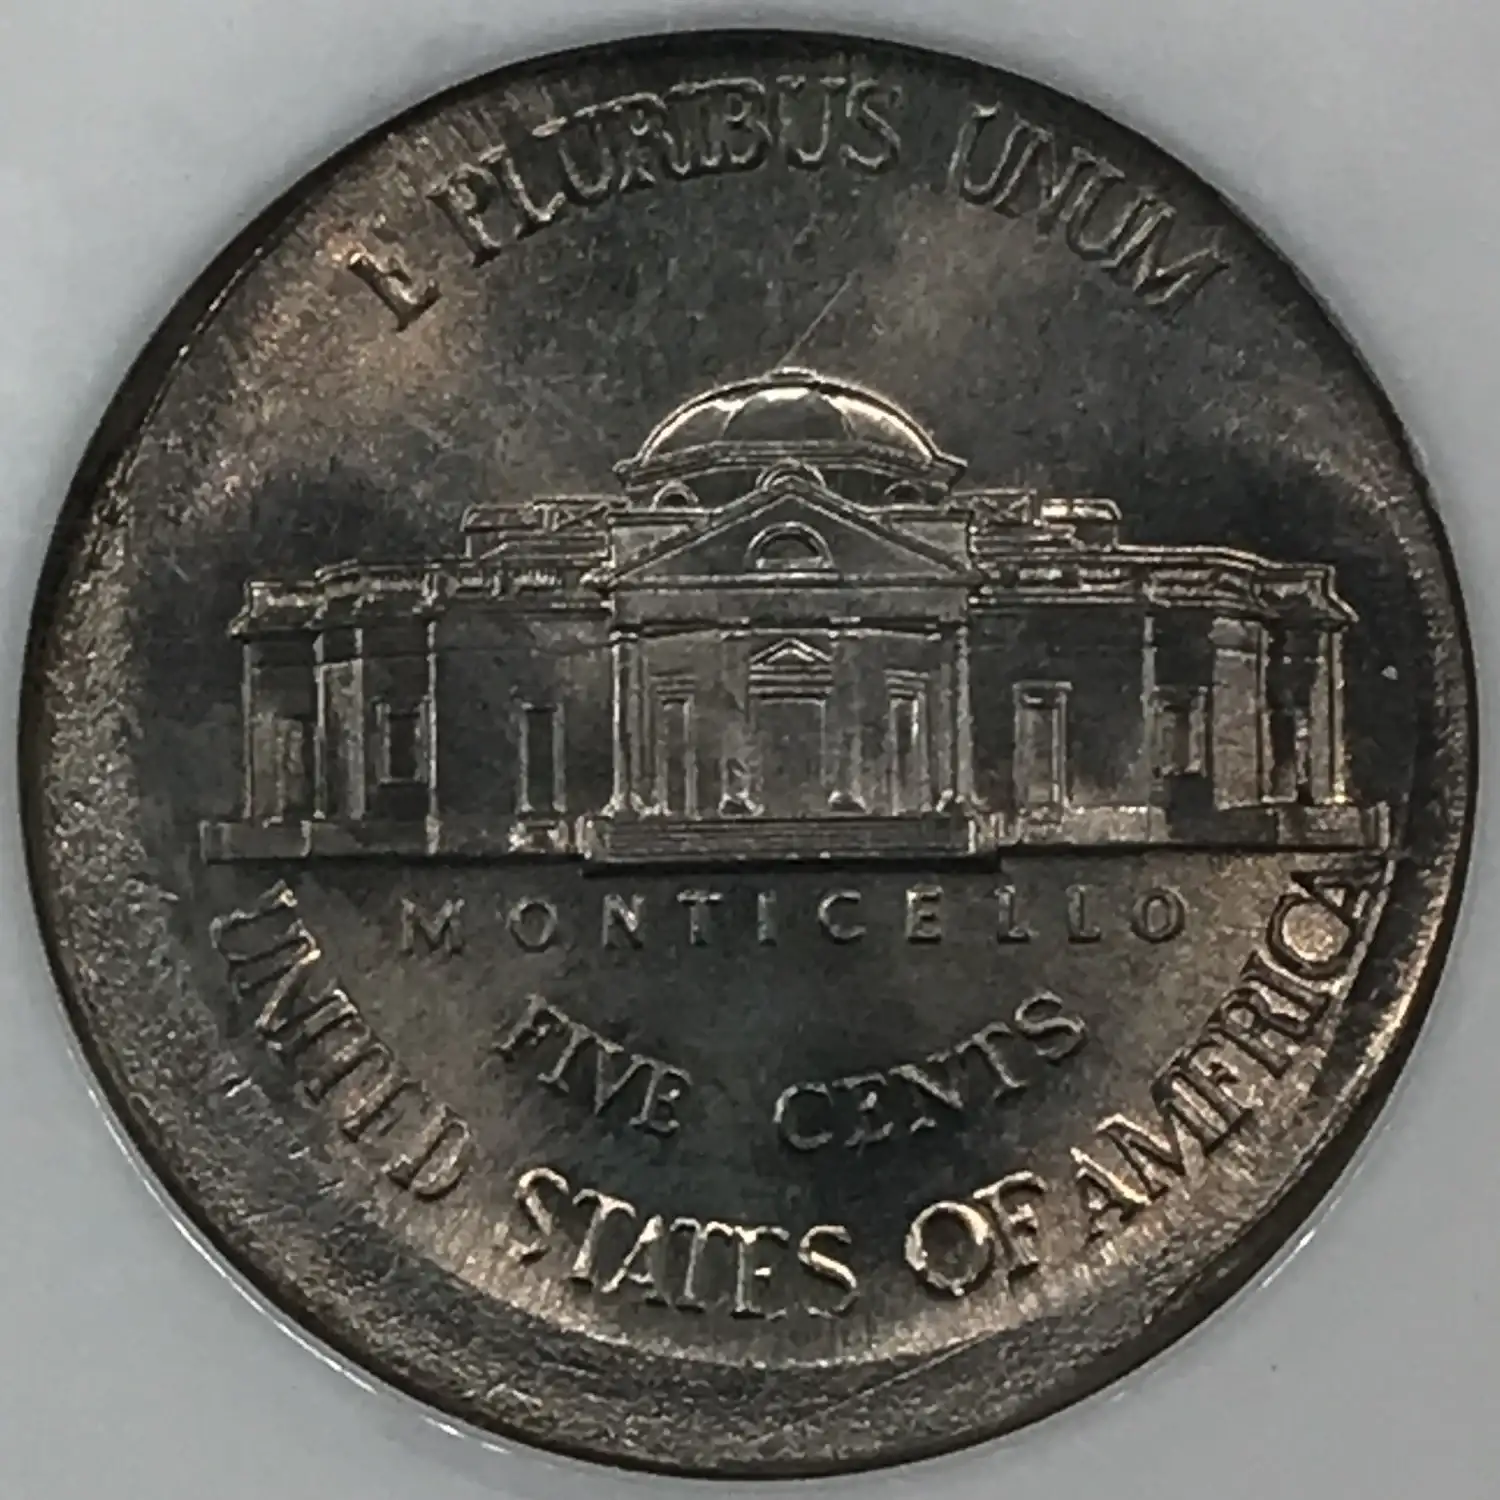 E PLURIBUS UNUM
MONTICELLO
FIVE CENTS
UNITED STATES OF AMERICA